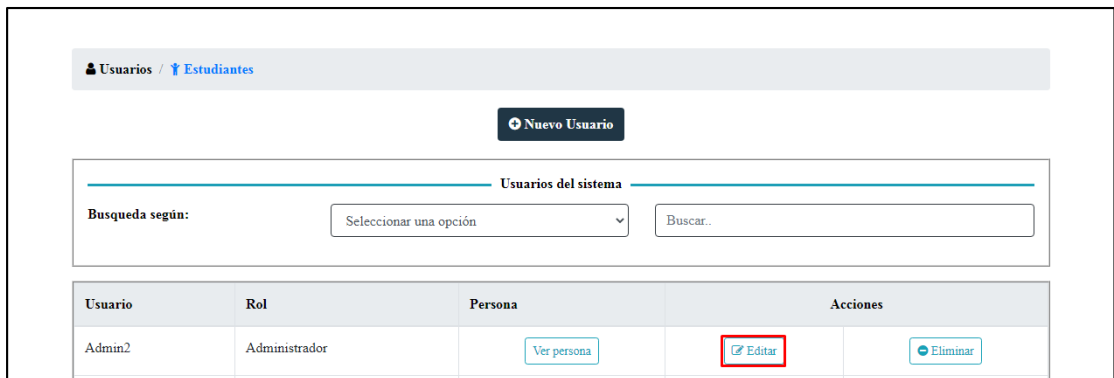 Usuarios / Estudiantes
Nuevo Usuario
Usuarios del sistema
Busqueda según:
Seleccionar una opción
Buscar..
Usuario Rol Persona Acciones
Admin2 Administrador Ver persona Editar Eliminar